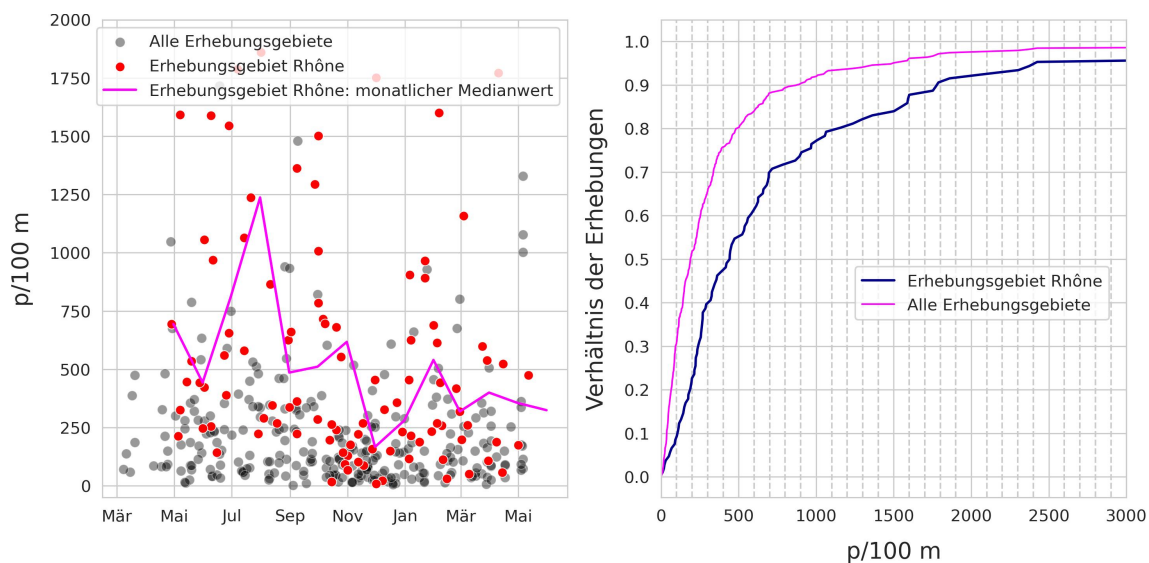 2000
1750
1500
1250
1000
750
500
250
0
p/100 m
Alle Erhebungsgebiete
Erhebungsgebiet Rhône
Erhebungsgebiet Rhône: monatlicher Medianwert
Mär Mai Jul Sep Nov Jan Mär Mai
1.0
0.9
0.8
0.7
0.6
0.5
0.4
0.3
0.2
0.1
0.0
Verhältnis der Erhebungen
Erhebungsgebiet Rhône
Alle Erhebungsgebiete
0 500 1000 1500 2000 2500 3000
p/100 m